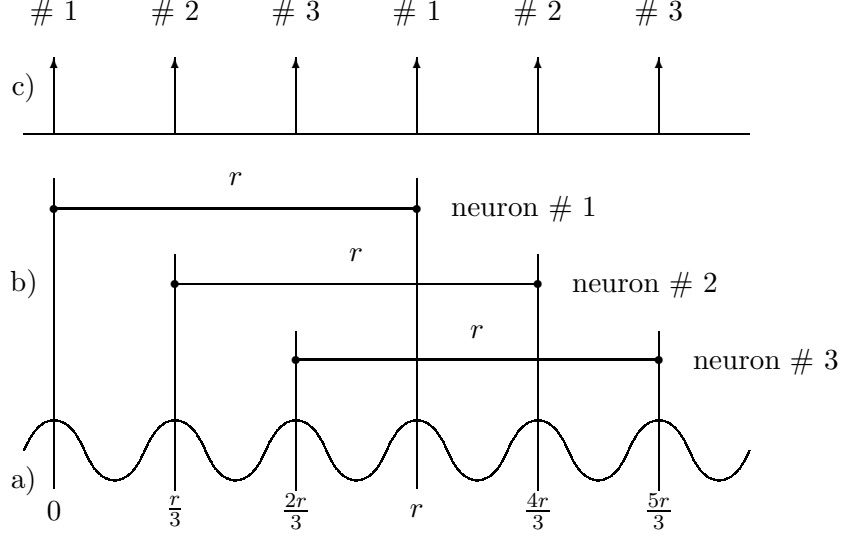 # 1 # 2 # 3 # 1 # 2 # 3
c)
r
neuron # 1
r
b)
neuron # 2
r
neuron # 3
a)
0 r/3 2r/3 r 4r/3 5r/3